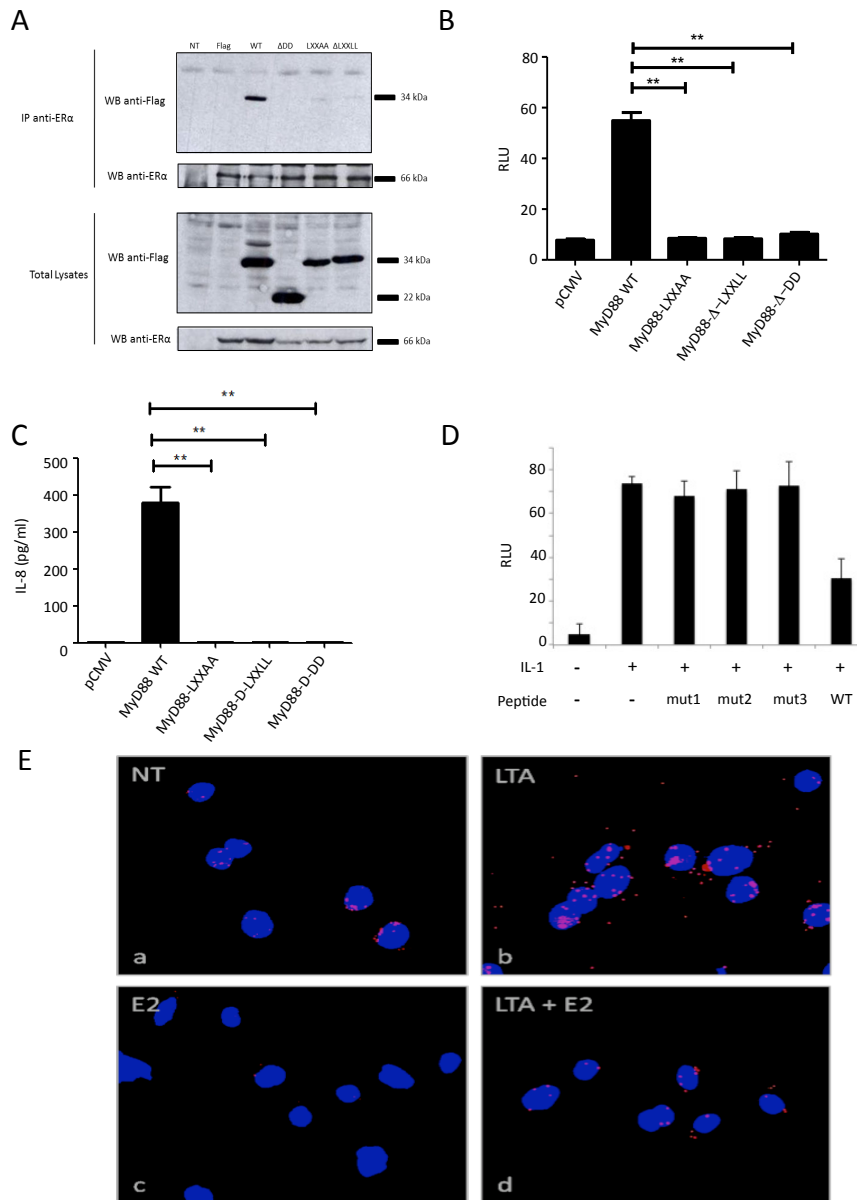 A
NT Flag WT ΔDD LXXAA ΔLXXLL
IP anti-ERα
WB anti-Flag
34 kDa
WB anti-ERα
66 kDa
Total Lysates
WB anti-Flag
34 kDa
22 kDa
WB anti-ERα
66 kDa
B
RLU
80
60
40
20
0
**
**
**
pCMV
MyD88 WT
MyD88-LXXAA
MyD88-Δ-LXXLL
MyD88-Δ-DD
C
IL-8 (pg/ml)
500
400
300
200
100
0
**
**
**
pCMV
MyD88 WT
MyD88-LXXAA
MyD88-D-LXXLL
MyD88-D-DD
D
RLU
80
60
40
20
0
IL-1 - + + + + +
Peptide - - mut1 mut2 mut3 WT
E
NT
a
LTA
b
E2
c
LTA + E2
d